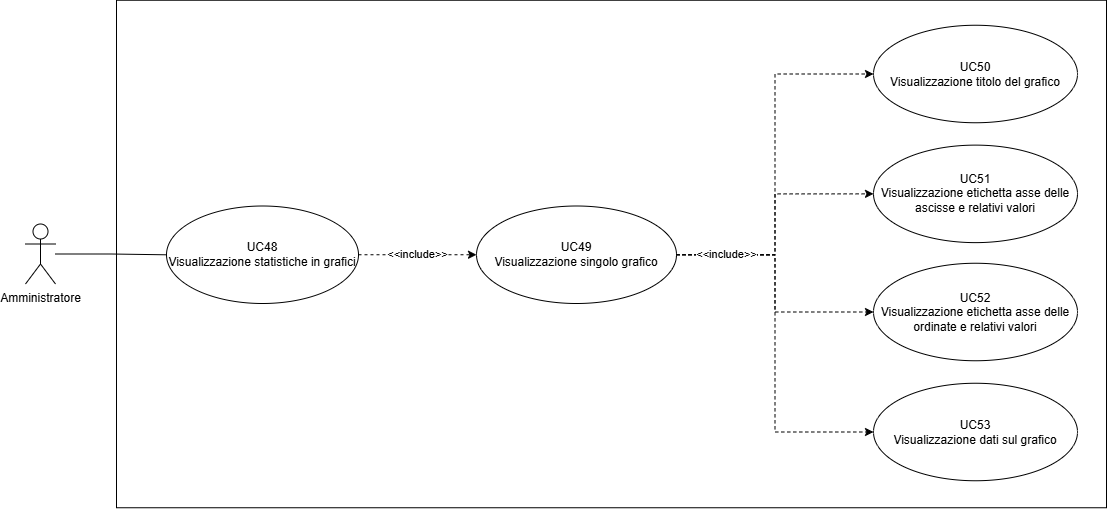 UC50
Visualizzazione titolo del grafico
UC51
Visualizzazione etichetta asse delle
ascisse e relativi valori
UC48
Visualizzazione statistiche in grafici
<<include>>
UC49
Visualizzazione singolo grafico
<<include>>
Amministratore
UC52
Visualizzazione etichetta asse delle
ordinate e relativi valori
UC53
Visualizzazione dati sul grafico